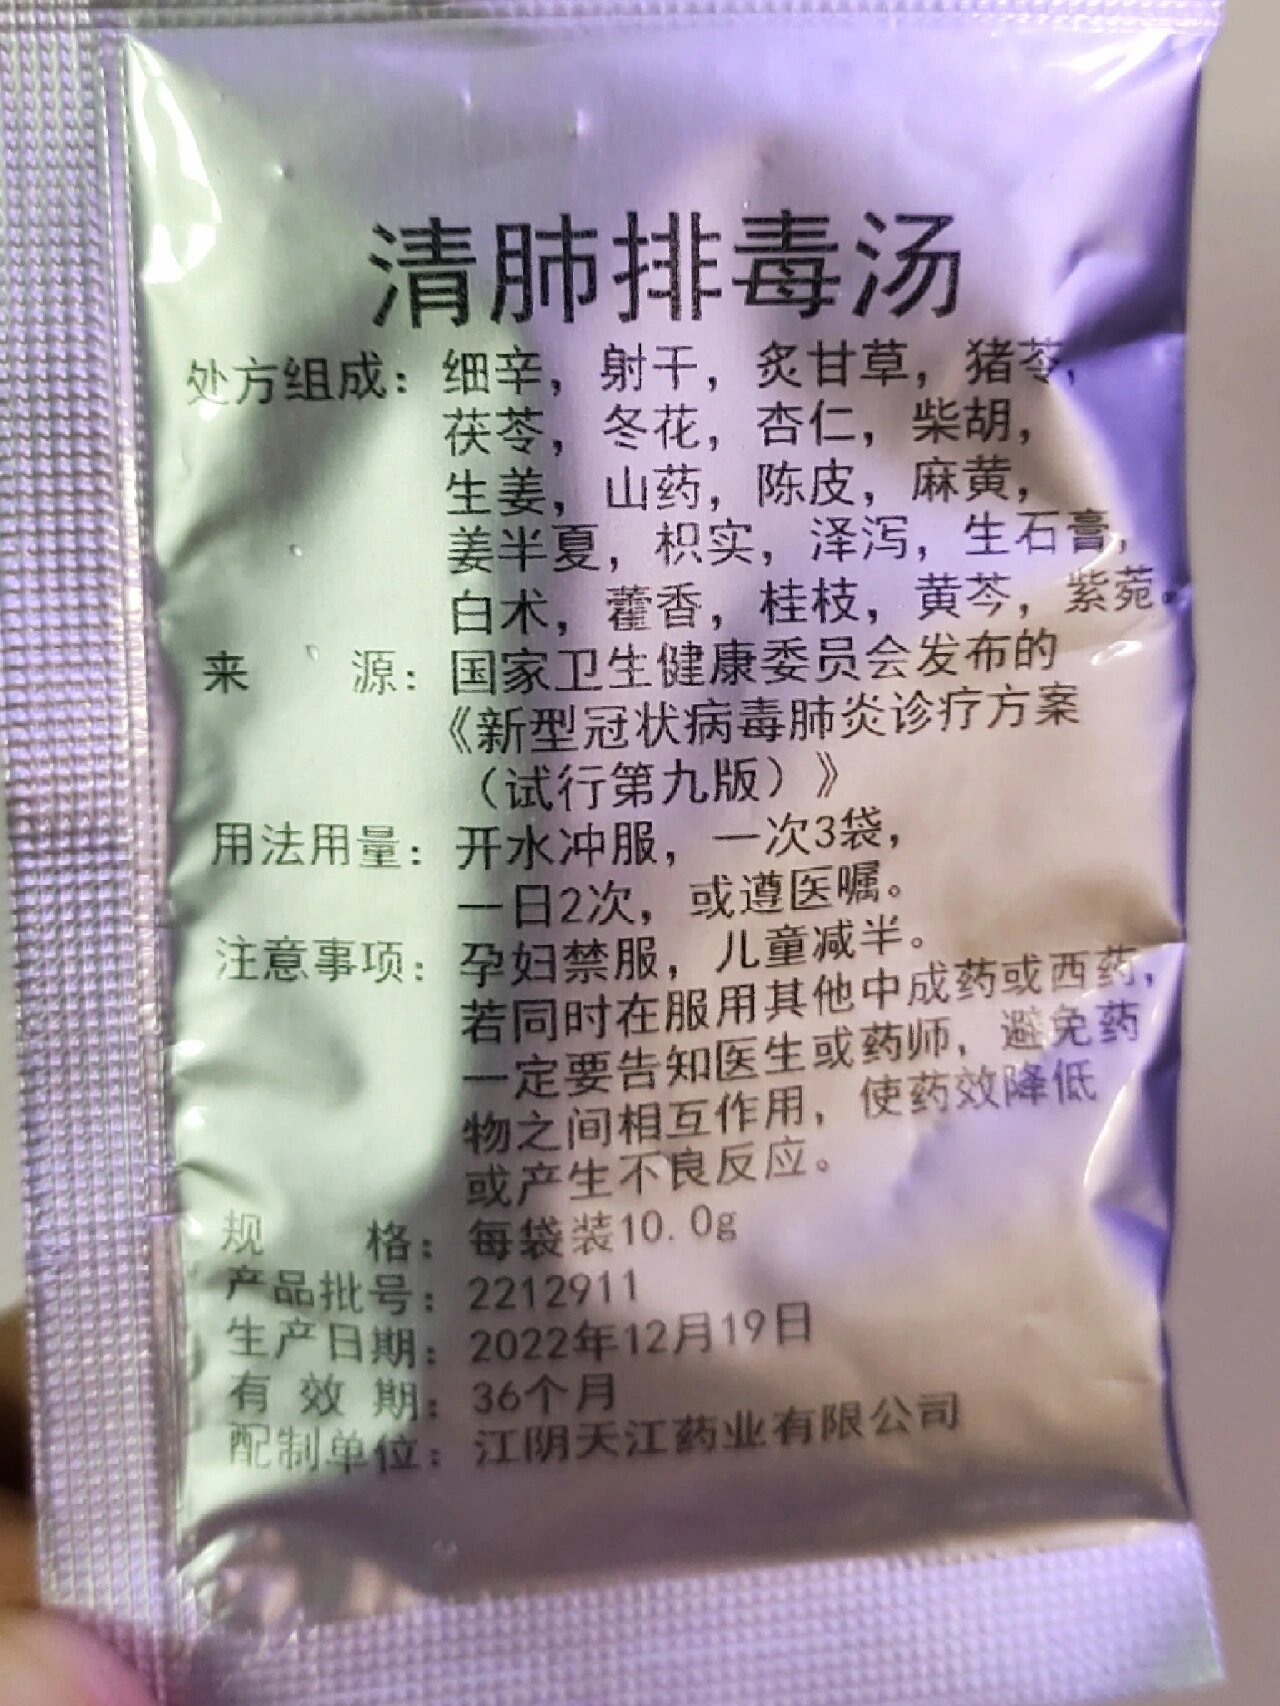 清肺排毒汤
处方组成：细辛，射干，炙甘草，猪苓，
茯苓，冬花，杏仁，柴胡，
生姜，山药，陈皮，麻黄，
姜半夏，枳实，泽泻，生石膏，
白术，藿香，桂枝，黄芩，紫菀。
来　　源：国家卫生健康委员会发布的
《新型冠状病毒肺炎诊疗方案
（试行第九版）》
用法用量：开水冲服，一次3袋，
一日2次，或遵医嘱。
注意事项：孕妇禁服，儿童减半。
若同时在服用其他中成药或西药，
一定要告知医生或药师，避免药
物之间相互作用，使药效降低
或产生不良反应。
规　　格：每袋装10.0g
产品批号：2212911
生产日期：2022年12月19日
有 效 期：36个月
配制单位：江阴天江药业有限公司